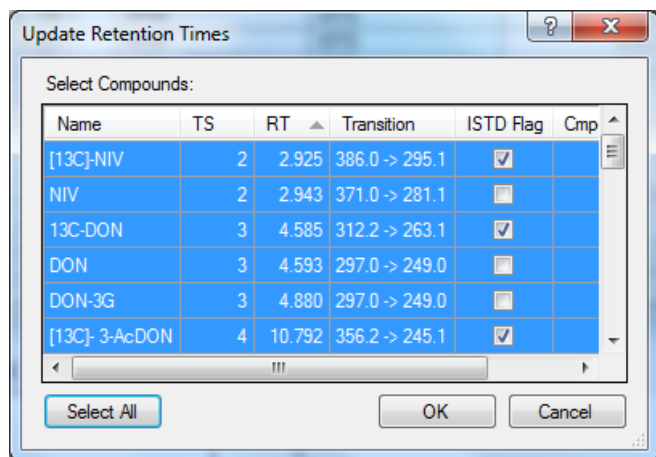 Update Retention Times
Select Compounds:
Name TS RT Transition ISTD Flag Cmp
[13C]-NIV 2 2.925 386.0 -> 295.1
NIV 2 2.943 371.0 -> 281.1
13C-DON 3 4.585 312.2 -> 263.1
DON 3 4.593 297.0 -> 249.0
DON-3G 3 4.880 297.0 -> 249.0
[13C]- 3-AcDON 4 10.792 356.2 -> 245.1
Select All OK Cancel